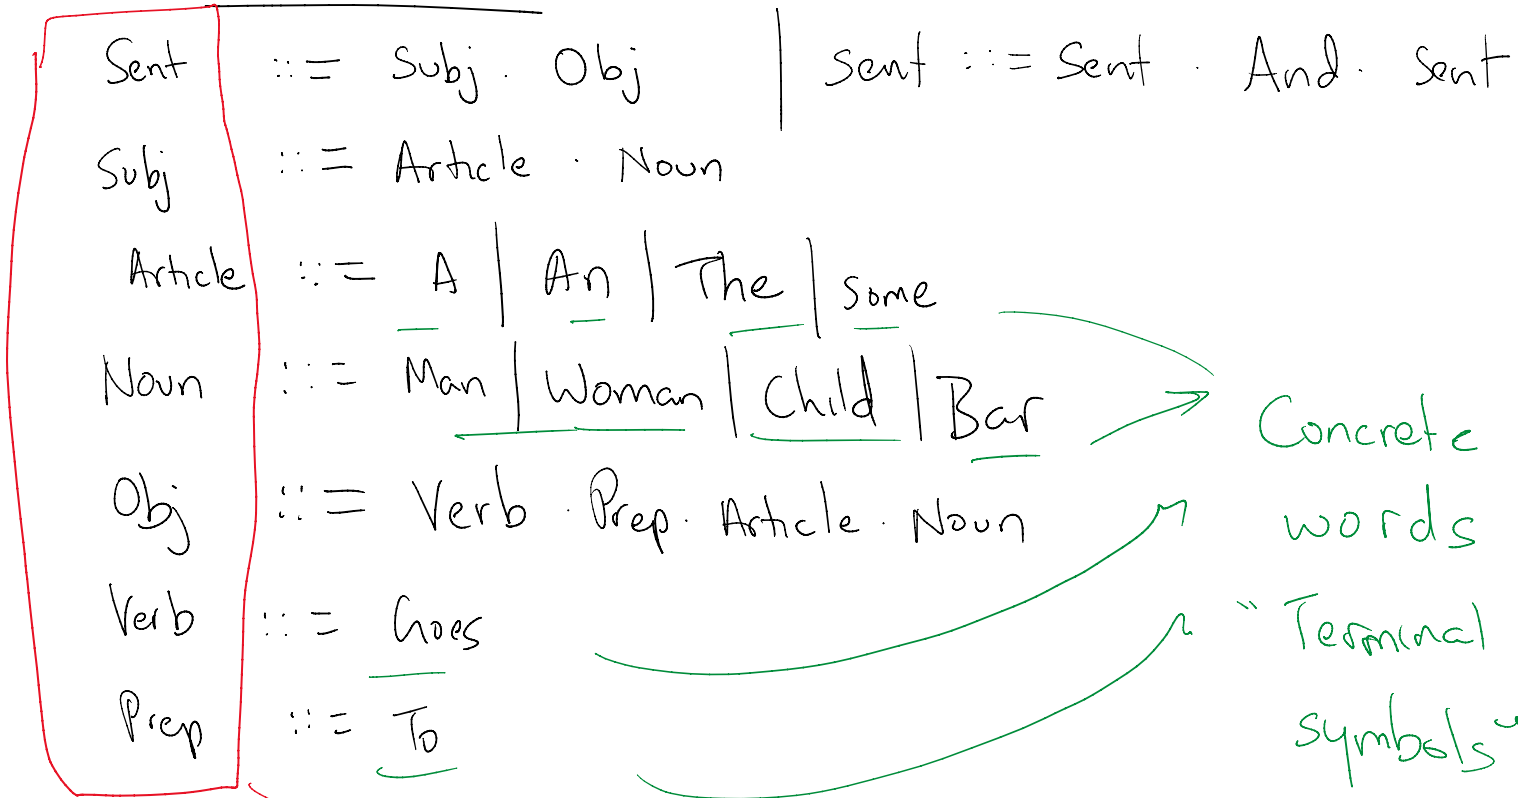 Sent ::= Subj . Obj | Sent ::= Sent . And . Sent
Subj ::= Article . Noun
Article ::= A | An | The | Some
Noun ::= Man | Woman | Child | Bar
Obj ::= Verb . Prep . Article . Noun
Verb ::= Goes
Prep ::= To
Concrete
words
"Terminal
symbols"